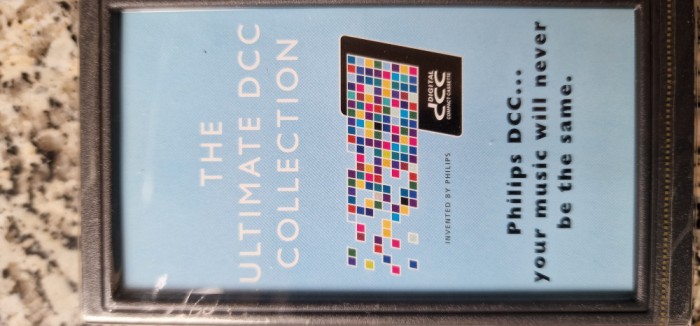 THE
ULTIMATE DCC
COLLECTION
DIGITAL
dcc
COMPACT CASSETTE
INVENTED BY PHILIPS
Philips DCC...
your music will never
be the same.